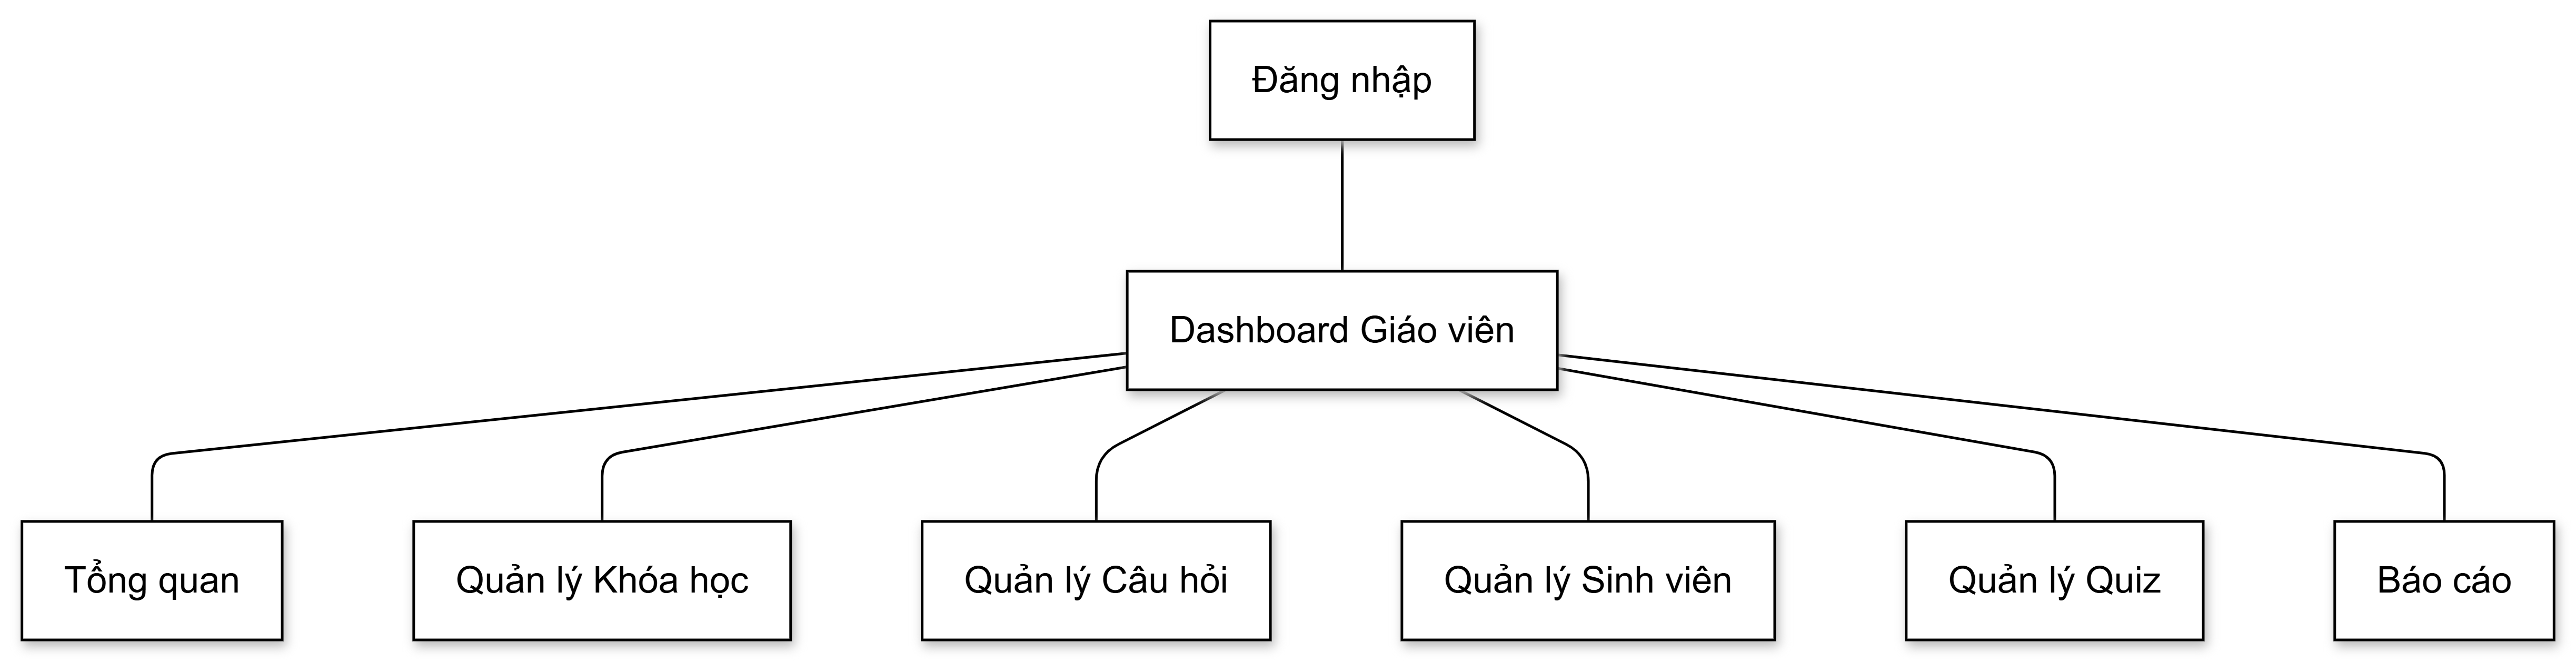 Đăng nhập
Dashboard Giáo viên
Tổng quan
Quản lý Khóa học
Quản lý Câu hỏi
Quản lý Sinh viên
Quản lý Quiz
Báo cáo